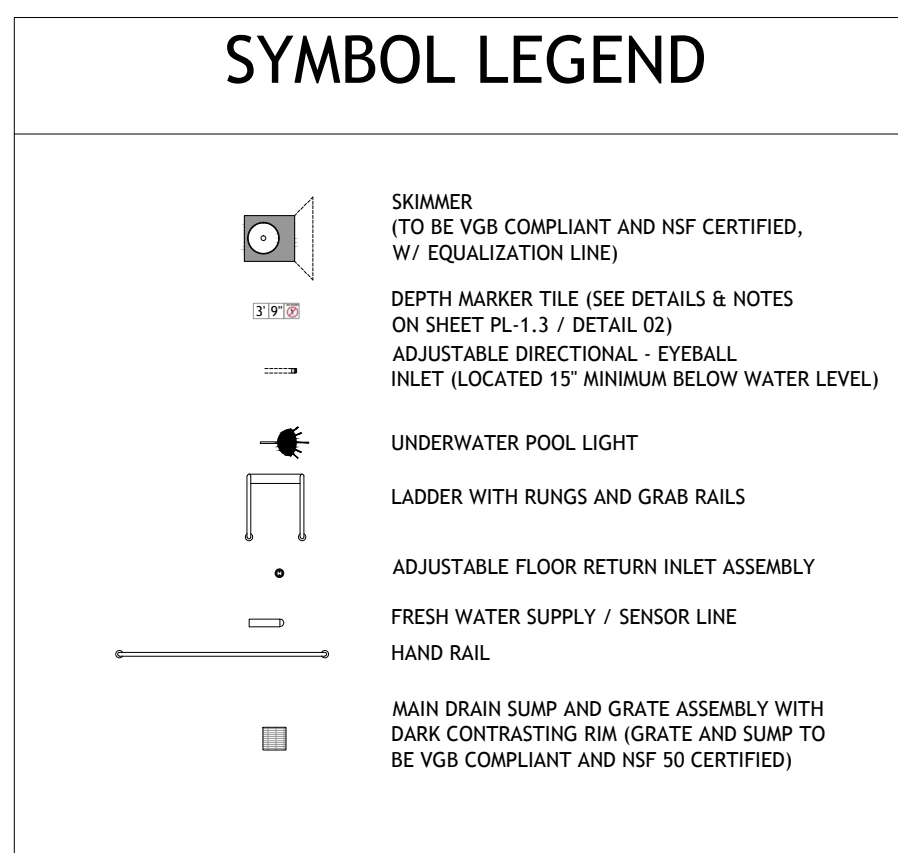 SYMBOL LEGEND
SKIMMER
(TO BE VGB COMPLIANT AND NSF CERTIFIED,
W/ EQUALIZATION LINE)
3' 9"
DEPTH MARKER TILE (SEE DETAILS & NOTES
ON SHEET PL-1.3 / DETAIL 02)
ADJUSTABLE DIRECTIONAL - EYEBALL
INLET (LOCATED 15" MINIMUM BELOW WATER LEVEL)
UNDERWATER POOL LIGHT
LADDER WITH RUNGS AND GRAB RAILS
ADJUSTABLE FLOOR RETURN INLET ASSEMBLY
FRESH WATER SUPPLY / SENSOR LINE
HAND RAIL
MAIN DRAIN SUMP AND GRATE ASSEMBLY WITH
DARK CONTRASTING RIM (GRATE AND SUMP TO
BE VGB COMPLIANT AND NSF 50 CERTIFIED)